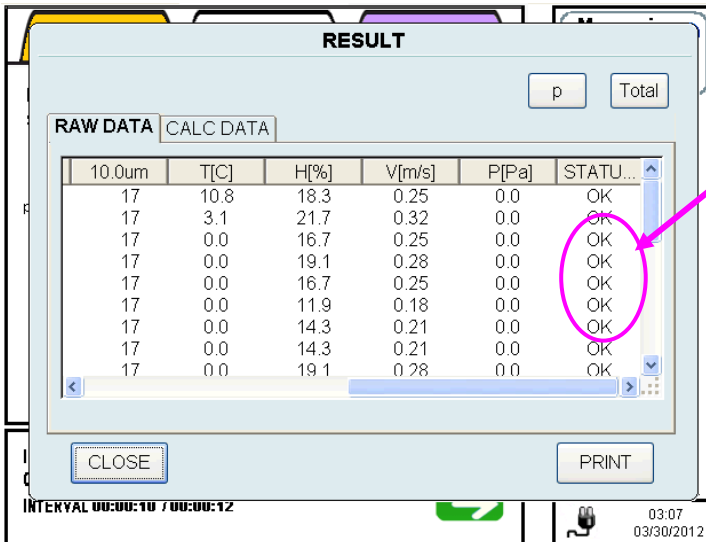 RESULT
p Total
RAW DATA CALC DATA
10.0um T[C] H[%] V[m/s] P[Pa] STATU...
17 10.8 18.3 0.25 0.0 OK
17 3.1 21.7 0.32 0.0 OK
17 0.0 16.7 0.25 0.0 OK
17 0.0 19.1 0.28 0.0 OK
17 0.0 16.7 0.25 0.0 OK
17 0.0 11.9 0.18 0.0 OK
17 0.0 14.3 0.21 0.0 OK
17 0.0 14.3 0.21 0.0 OK
17 0.0 19.1 0.28 0.0 OK
CLOSE PRINT
INTERVAL 00:00:10 / 00:00:12
03:07
03/30/2012